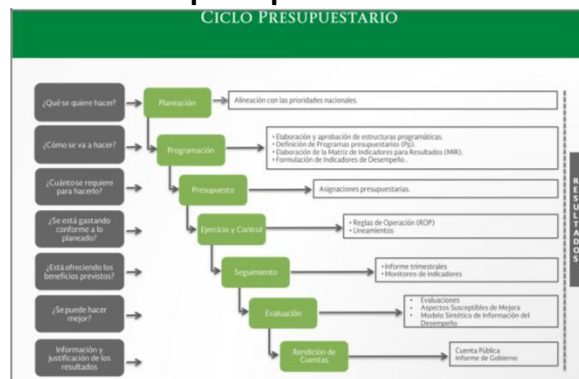 CICLO PRESUPUESTARIO
¿Qué se quiere hacer?
Planeación
Alineación con las prioridades nacionales.
¿Cómo se va a hacer?
Programación
• Elaboración y aprobación de estructuras programáticas.
• Definición de Programas presupuestarios (Pp).
• Elaboración de la Matriz de Indicadores para Resultados (MIR).
• Formulación de Indicadores de Desempeño.
¿Cuánto se requiere
para hacerlo?
Presupuesto
Asignaciones presupuestarias.
¿Se está gastando
conforme a lo
planeado?
Ejercicio y Control
• Reglas de Operación (ROP)
• Lineamientos
¿Está ofreciendo los
beneficios previstos?
Seguimiento
• Informe trimestrales
• Monitoreo de indicadores
¿Se puede hacer
mejor?
Evaluación
• Evaluaciones
• Aspectos Susceptibles de Mejora
• Modelo Sintético de Información del
Desempeño
Información y
justificación de los
resultados
Rendición de
Cuentas
Cuenta Pública
Informe de Gobierno
RESULTADOS